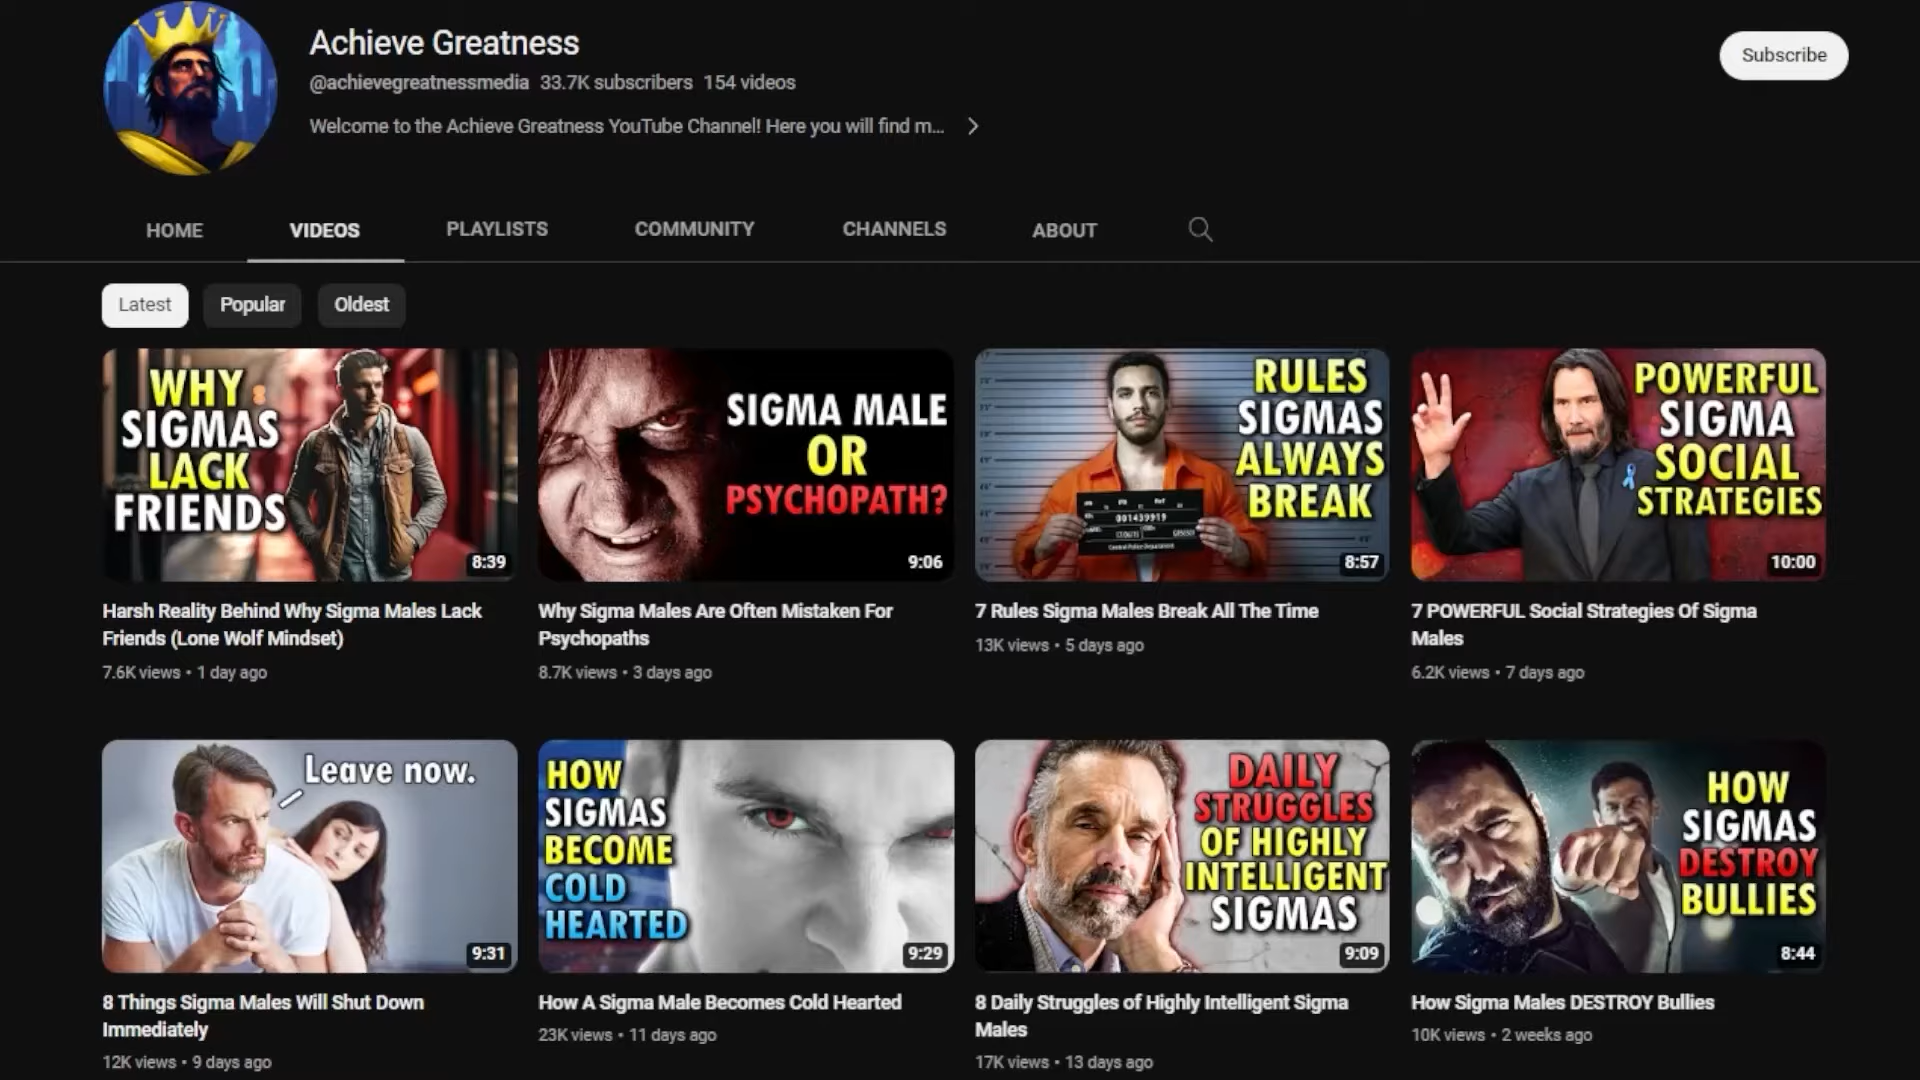 Achieve Greatness
Subscribe
@achievegreatnessmedia 33.7K subscribers 154 videos
Welcome to the Achieve Greatness YouTube Channel! Here you will find m...
HOME VIDEOS PLAYLISTS COMMUNITY CHANNELS ABOUT
Latest Popular Oldest
WHY
SIGMAS
LACK
FRIENDS
8:39
SIGMA MALE
OR
PSYCHOPATH?
9:06
RULES
SIGMAS
ALWAYS
BREAK
001439919
8:57
POWERFUL
SIGMA
SOCIAL
STRATEGIES
10:00
Harsh Reality Behind Why Sigma Males Lack
Friends (Lone Wolf Mindset)
7.6K views • 1 day ago
Why Sigma Males Are Often Mistaken For
Psychopaths
8.7K views • 3 days ago
7 Rules Sigma Males Break All The Time
13K views • 5 days ago
7 POWERFUL Social Strategies Of Sigma
Males
6.2K views • 7 days ago
Leave now.
9:31
HOW
SIGMAS
BECOME
COLD
HEARTED
9:29
DAILY
STRUGGLES
OF HIGHLY
INTELLIGENT
SIGMAS
9:09
HOW
SIGMAS
DESTROY
BULLIES
8:44
8 Things Sigma Males Will Shut Down
Immediately
12K views • 9 days ago
How A Sigma Male Becomes Cold Hearted
23K views • 11 days ago
8 Daily Struggles of Highly Intelligent Sigma
Males
17K views • 13 days ago
How Sigma Males DESTROY Bullies
10K views • 2 weeks ago